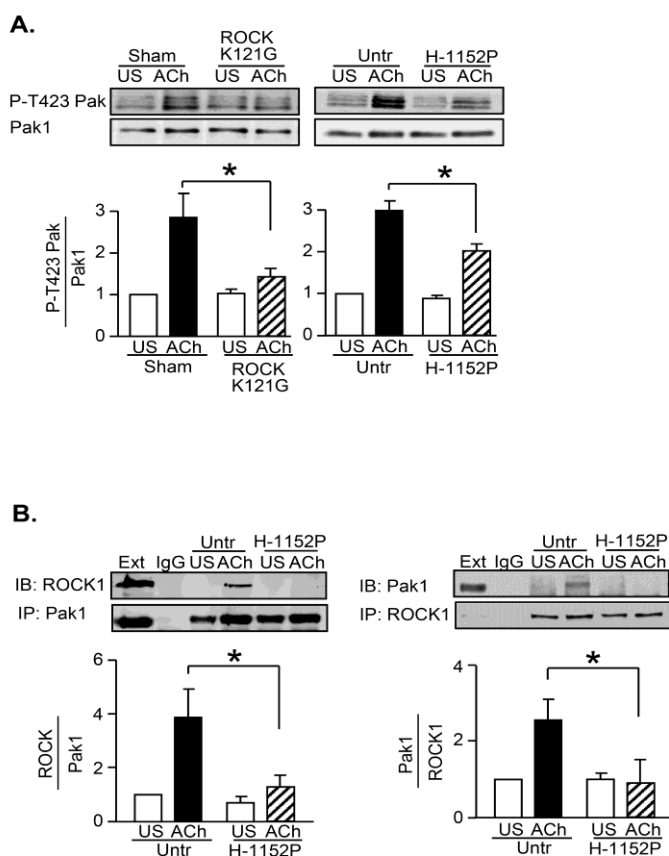 A.
Sham ROCK K121G Untr H-1152P
US ACh US ACh US ACh US ACh
P-T423 Pak
Pak1
* *
P-T423 Pak
Pak1
3 3
2 2
1 1
0 0
US ACh US ACh US ACh US ACh
Sham ROCK K121G Untr H-1152P
B.
Untr H-1152P Untr H-1152P
Ext IgG US ACh US ACh Ext IgG US ACh US ACh
IB: ROCK1 IB: Pak1
IP: Pak1 IP: ROCK1
6 4
* *
ROCK
Pak1
4
2
0
Pak1
ROCK1
2
0
US ACh US ACh US ACh US ACh
Untr H-1152P Untr H-1152P